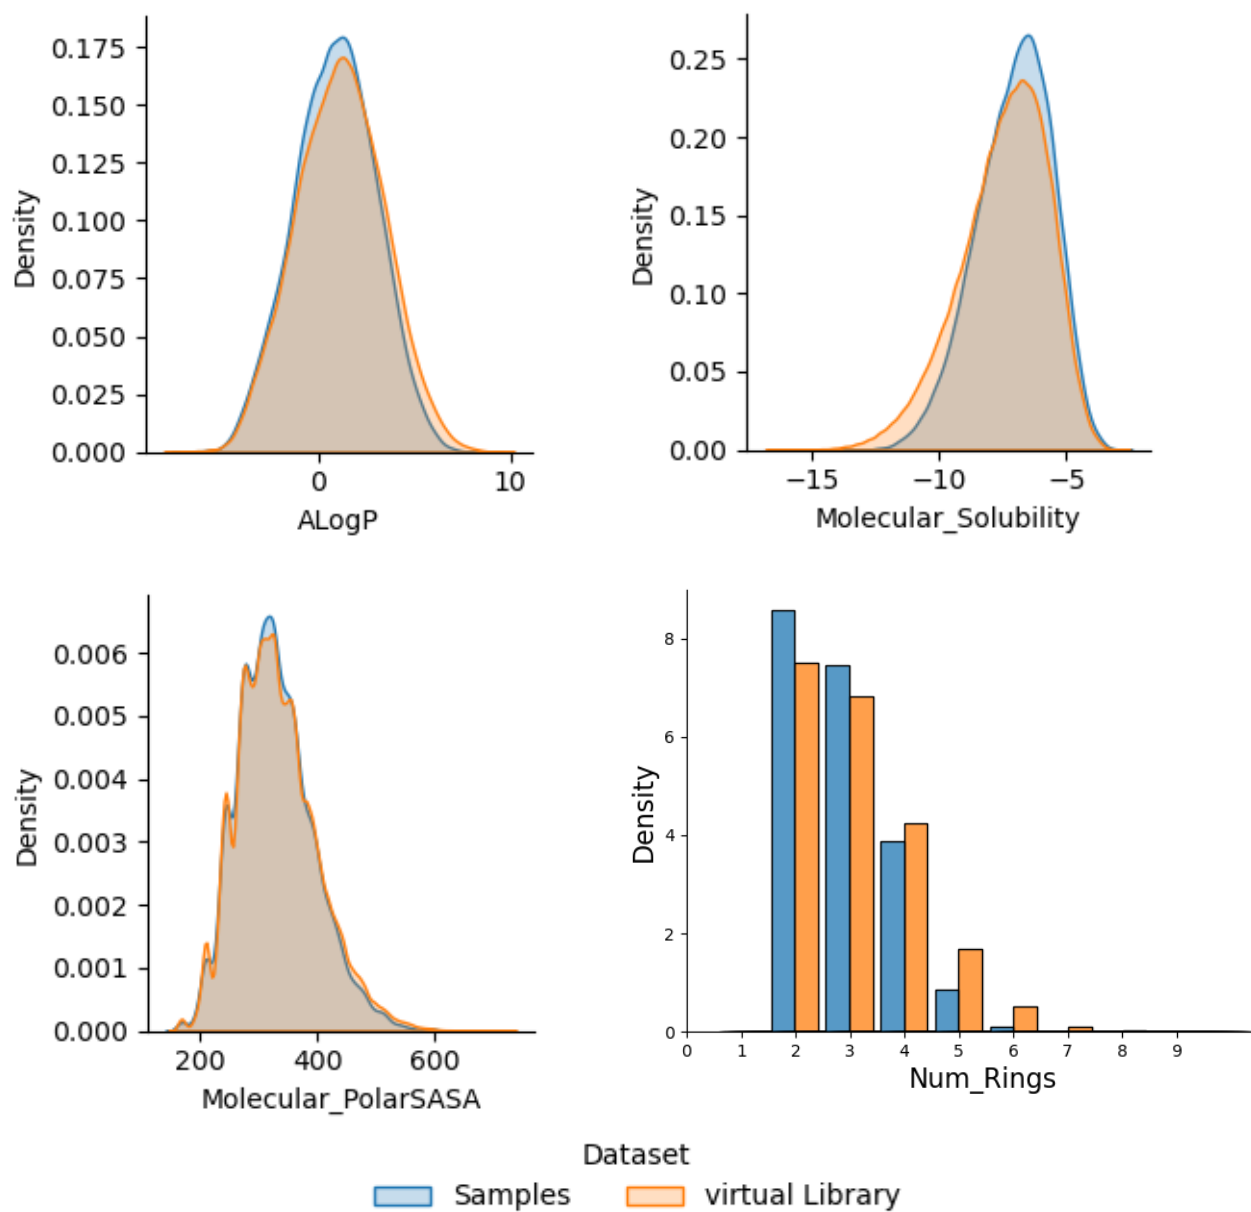 0.175
0.150
0.125
0.100
0.075
0.050
0.025
0.000
Density
0 10
ALogP
0.25
0.20
0.15
0.10
0.05
0.00
Density
−15 −10 −5
Molecular_Solubility
0.006
0.005
0.004
0.003
0.002
0.001
0.000
Density
200 400 600
Molecular_PolarSASA
8
6
4
2
0
Density
0 1 2 3 4 5 6 7 8 9
Num_Rings
Dataset
Samples virtual Library